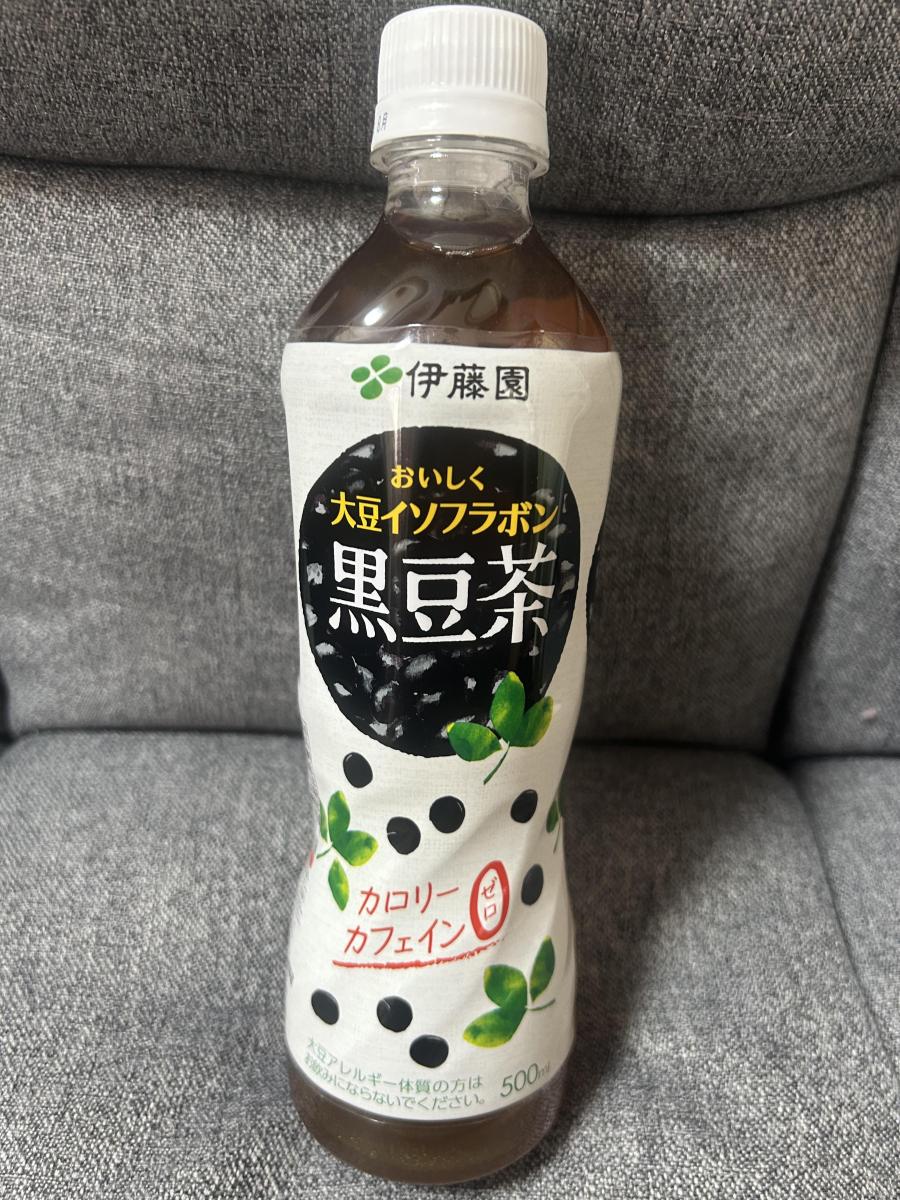 8月
伊藤園
おいしく
大豆イソフラボン
黒豆茶
カロリー
カフェイン
ゼロ
大豆アレルギー体質の方は
お飲みにならないでください。
500ml